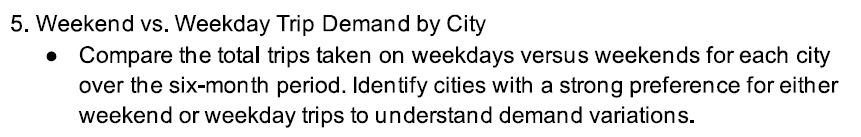 5. Weekend vs. Weekday Trip Demand by City
● Compare the total trips taken on weekdays versus weekends for each city
over the six-month period. Identify cities with a strong preference for either
weekend or weekday trips to understand demand variations.